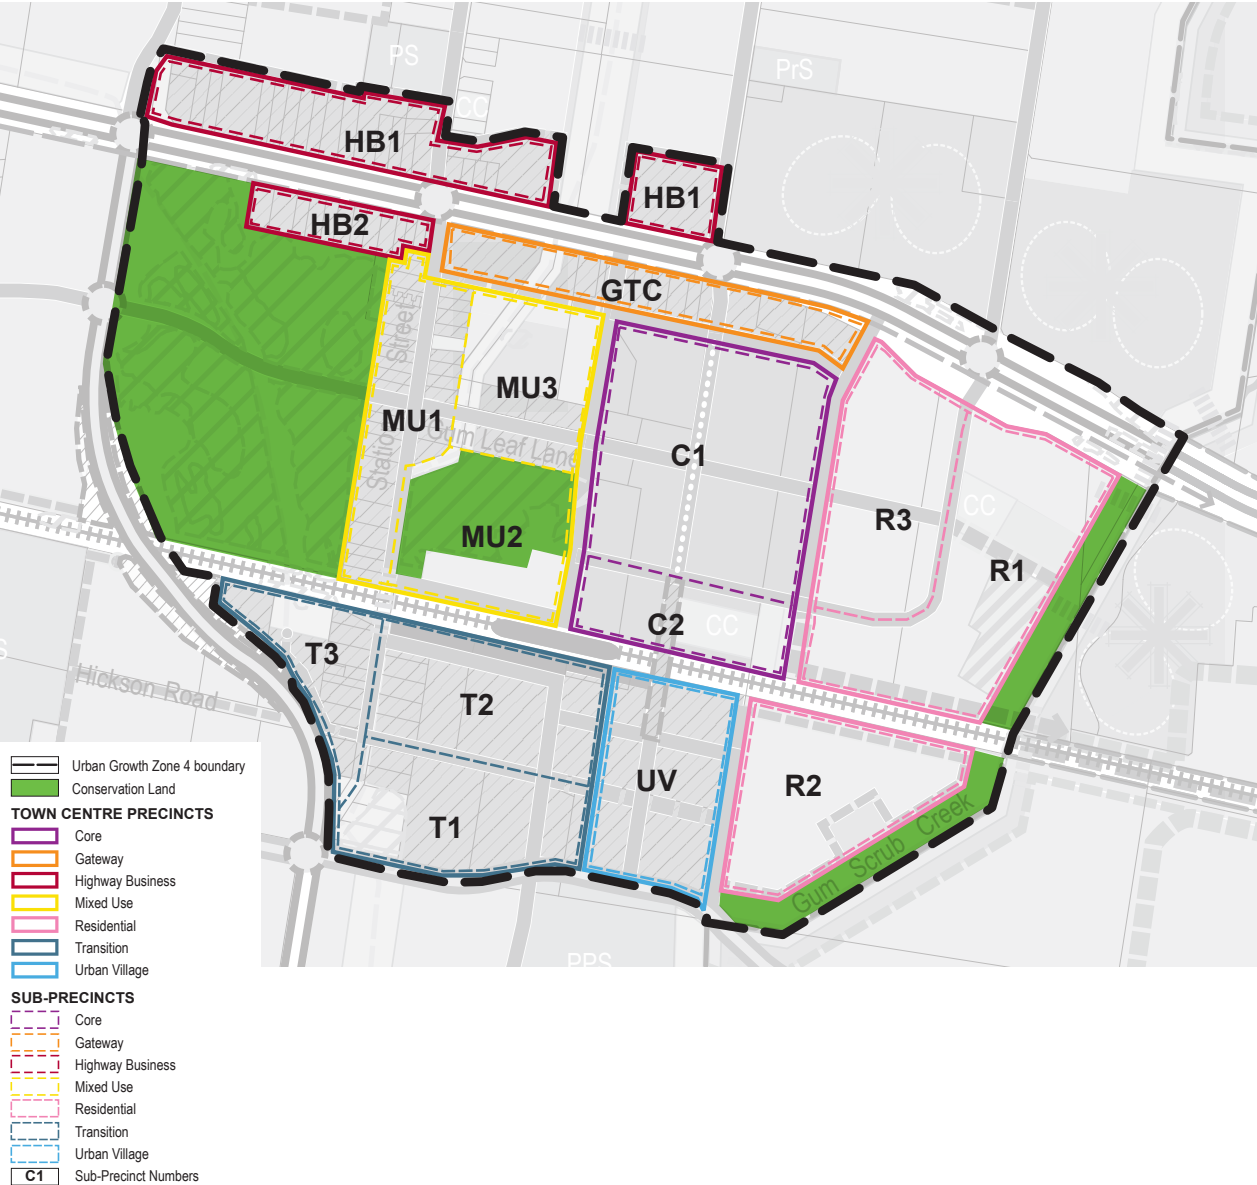 PS
PrS
CC
HB1
HB1
HB2
GTC
Station Street
MU3
MU1
Gum Leaf Lane
C1
R3
CC
MU2
R1
C2
CC
T3
Hickson Road
T2
UV
R2
T1
Gum Scrub Creek
PPS
S
Urban Growth Zone 4 boundary
Conservation Land
TOWN CENTRE PRECINCTS
Core
Gateway
Highway Business
Mixed Use
Residential
Transition
Urban Village
SUB-PRECINCTS
Core
Gateway
Highway Business
Mixed Use
Residential
Transition
Urban Village
C1 Sub-Precinct Numbers